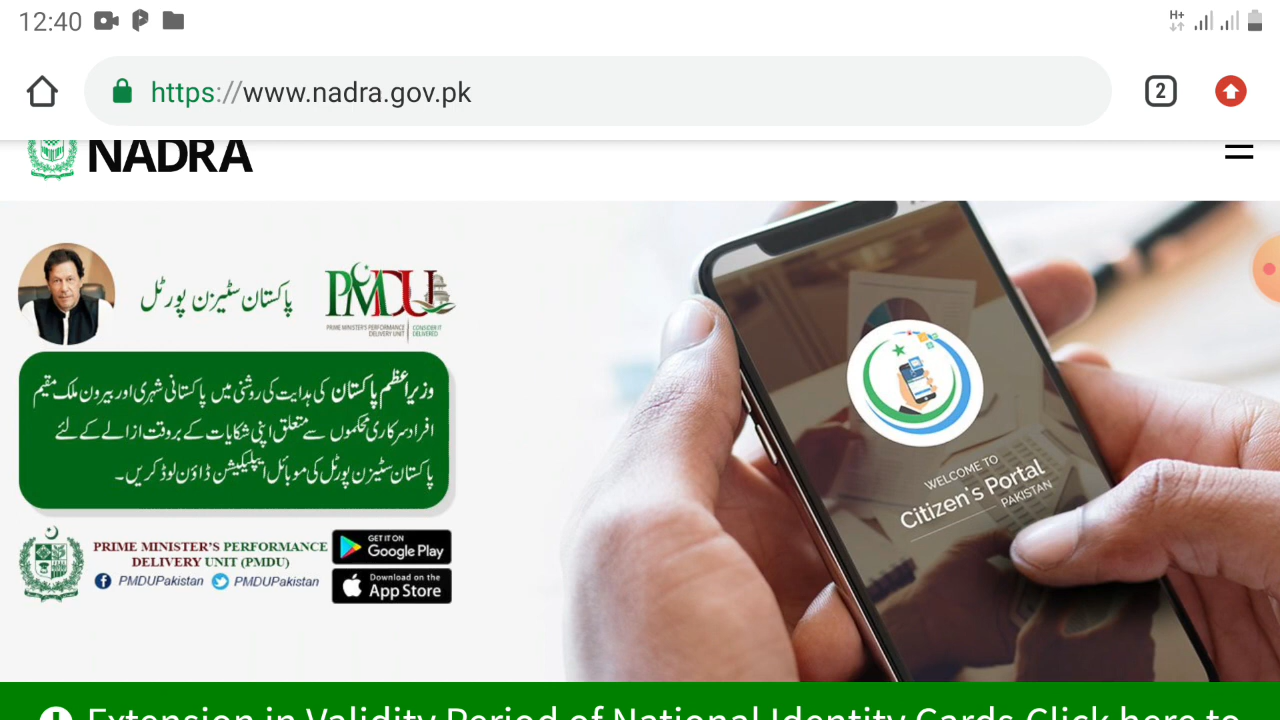 12:40
H+
https://www.nadra.gov.pk
2
NADRA
پاکستان سٹیزن پورٹل
PMDU
PRIME MINISTER'S PERFORMANCE
DELIVERY UNIT
CONSIDER IT
DELIVERED
وزیراعظم پاکستان کی ہدایت کی روشنی میں پاکستانی شہری اور بیرون ملک مقیم
افراد سرکاری محکموں سے متعلق اپنی شکایات کے بروقت ازالے کے لئے
پاکستان سٹیزن پورٹل کی موبائل ایپلیکیشن ڈاؤن لوڈ کریں۔
PRIME MINISTER'S PERFORMANCE
DELIVERY UNIT (PMDU)
PMDUPakistan PMDUPakistan
GET IT ON
Google Play
Download on the
App Store
WELCOME TO
Citizen's Portal
PAKISTAN
Extension in Validity Period of National Identity Cards Click here to